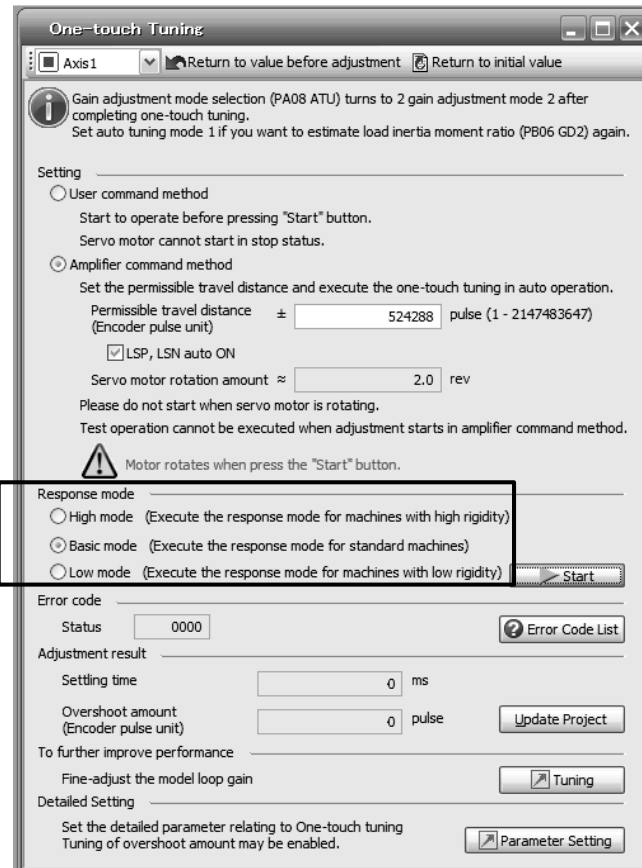 One-touch Tuning
Axis1 Return to value before adjustment Return to initial value
Gain adjustment mode selection (PA08 ATU) turns to 2 gain adjustment mode 2 after
completing one-touch tuning.
Set auto tuning mode 1 if you want to estimate load inertia moment ratio (PB06 GD2) again.
Setting
User command method
Start to operate before pressing "Start" button.
Servo motor cannot start in stop status.
Amplifier command method
Set the permissible travel distance and execute the one-touch tuning in auto operation.
Permissible travel distance ± 524288 pulse (1 - 2147483647)
(Encoder pulse unit)
LSP, LSN auto ON
Servo motor rotation amount ≈ 2.0 rev
Please do not start when servo motor is rotating.
Test operation cannot be executed when adjustment starts in amplifier command method.
Motor rotates when press the "Start" button.
Response mode
High mode (Execute the response mode for machines with high rigidity)
Basic mode (Execute the response mode for standard machines)
Low mode (Execute the response mode for machines with low rigidity) Start
Error code
Status 0000 Error Code List
Adjustment result
Settling time 0 ms
Overshoot amount 0 pulse Update Project
(Encoder pulse unit)
To further improve performance
Fine-adjust the model loop gain Tuning
Detailed Setting
Set the detailed parameter relating to One-touch tuning
Tuning of overshoot amount may be enabled. Parameter Setting